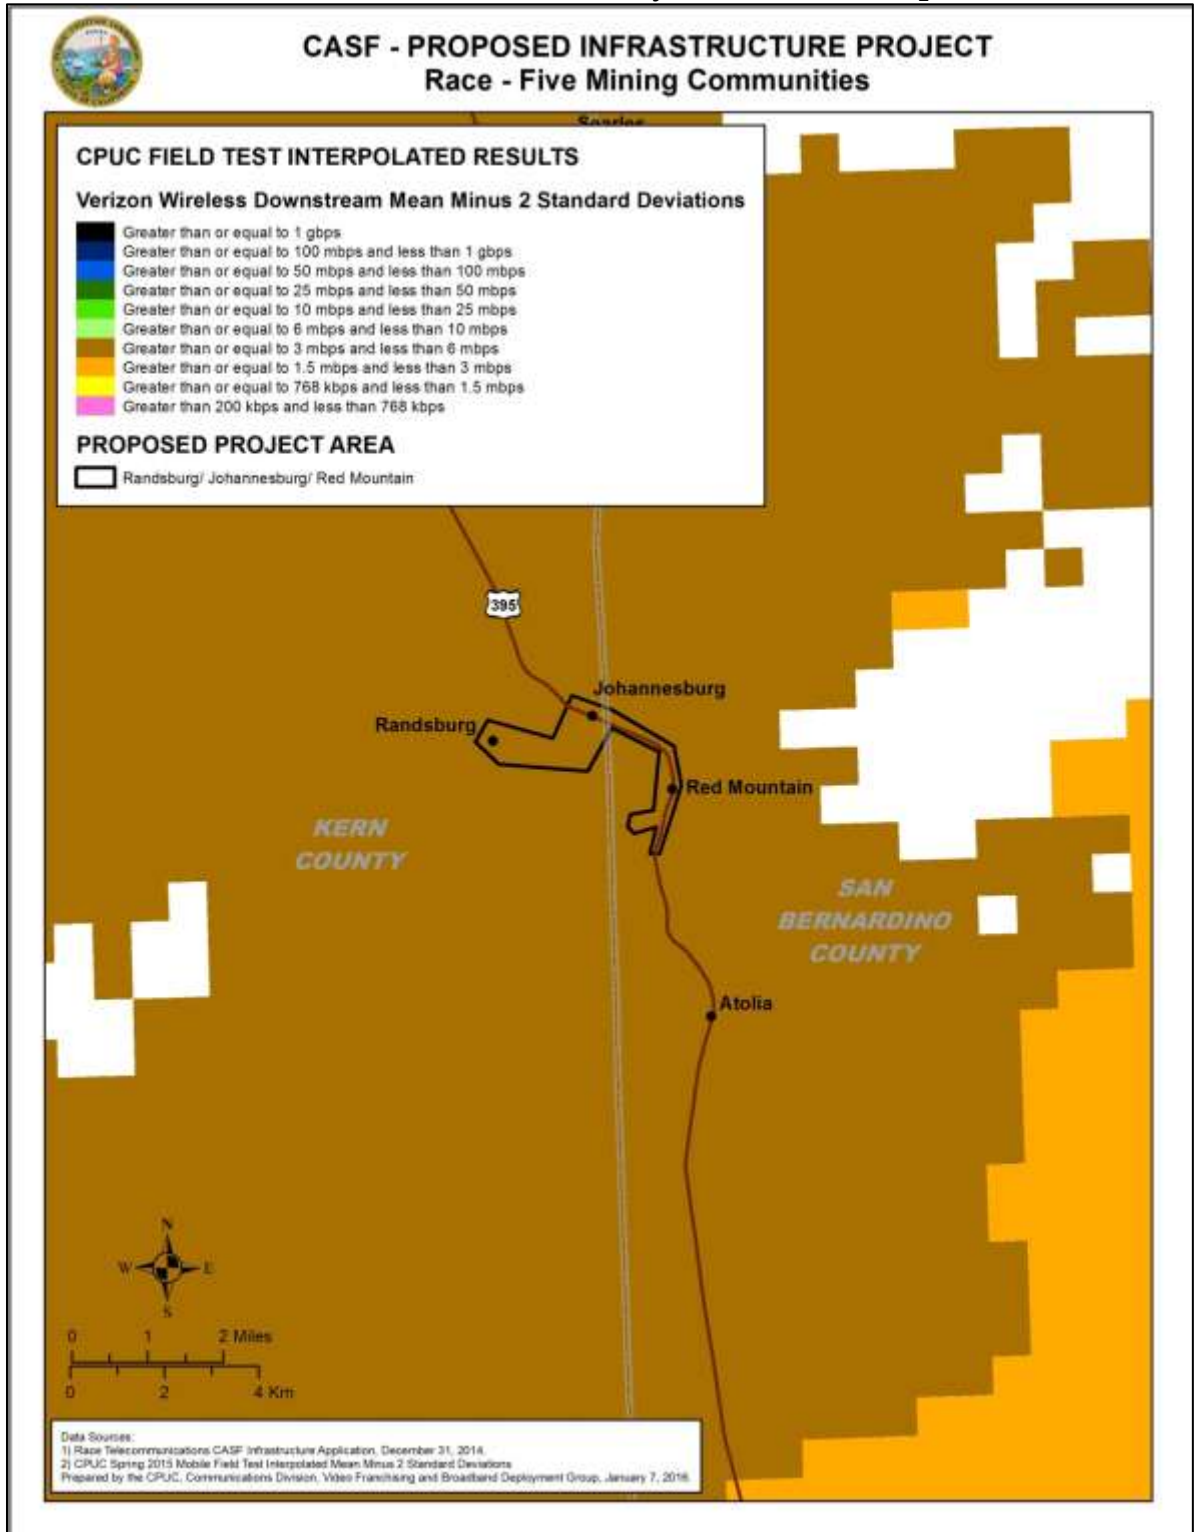 CASF - PROPOSED INFRASTRUCTURE PROJECT
Race - Five Mining Communities
Searles
CPUC FIELD TEST INTERPOLATED RESULTS
Verizon Wireless Downstream Mean Minus 2 Standard Deviations
Greater than or equal to 1 gbps
Greater than or equal to 100 mbps and less than 1 gbps
Greater than or equal to 50 mbps and less than 100 mbps
Greater than or equal to 25 mbps and less than 50 mbps
Greater than or equal to 10 mbps and less than 25 mbps
Greater than or equal to 6 mbps and less than 10 mbps
Greater than or equal to 3 mbps and less than 6 mbps
Greater than or equal to 1.5 mbps and less than 3 mbps
Greater than or equal to 768 kbps and less than 1.5 mbps
Greater than 200 kbps and less than 768 kbps
PROPOSED PROJECT AREA
Randsburg/ Johannesburg/ Red Mountain
395
Johannesburg
Randsburg
Red Mountain
KERN
COUNTY
SAN
BERNARDINO
COUNTY
Atolia
N
W E
S
0 1 2 Miles
0 2 4 Km
Data Sources:
1) Race Telecommunications CASF Infrastructure Application, December 31, 2014.
2) CPUC Spring 2015 Mobile Field Test Interpolated Mean Minus 2 Standard Deviations
Prepared by the CPUC, Communications Division, Video Franchising and Broadband Deployment Group, January 7, 2016.